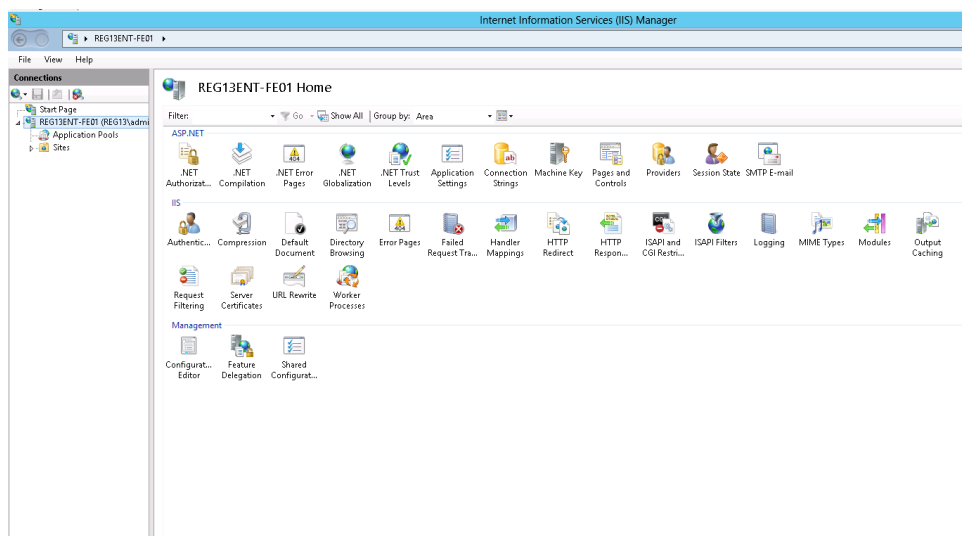 Internet Information Services (IIS) Manager
REG13ENT-FE01
File View Help
Connections
Start Page
REG13ENT-FE01 (REG13\admi
Application Pools
Sites
REG13ENT-FE01 Home
Filter: Go Show All Group by: Area
ASP.NET
.NET Authorizat... .NET Compilation .NET Error Pages .NET Globalization .NET Trust Levels Application Settings Connection Strings Machine Key Pages and Controls Providers Session State SMTP E-mail
IIS
Authentic... Compression Default Document Directory Browsing Error Pages Failed Request Tra... Handler Mappings HTTP Redirect HTTP Respon... ISAPI and CGI Restri... ISAPI Filters Logging MIME Types Modules Output Caching
Request Filtering Server Certificates URL Rewrite Worker Processes
Management
Configurat... Editor Feature Delegation Shared Configurat...